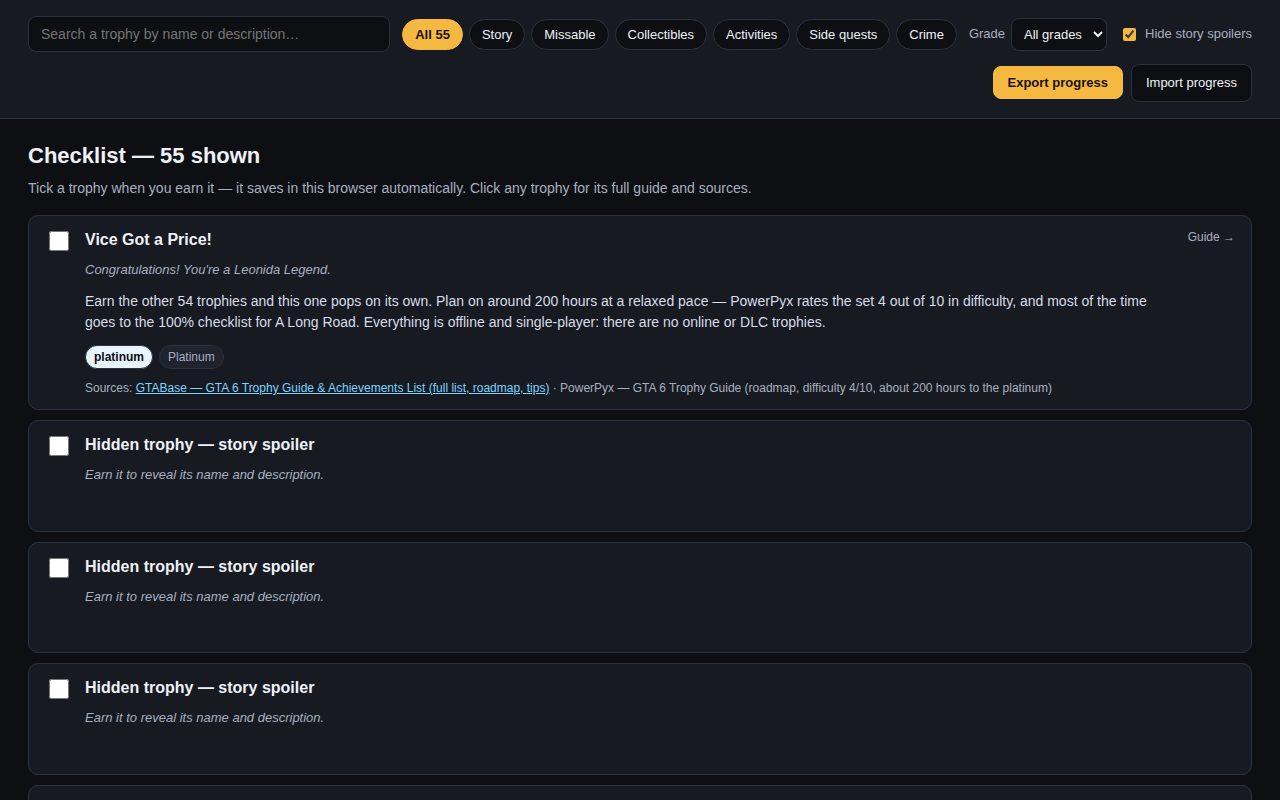 Search a trophy by name or description…
All 55
Story
Missable
Collectibles
Activities
Side quests
Crime
Grade
All grades
Hide story spoilers
Export progress
Import progress
Checklist — 55 shown
Tick a trophy when you earn it — it saves in this browser automatically. Click any trophy for its full guide and sources.
Vice Got a Price!
Guide →
Congratulations! You're a Leonida Legend.
Earn the other 54 trophies and this one pops on its own. Plan on around 200 hours at a relaxed pace — PowerPyx rates the set 4 out of 10 in difficulty, and most of the time
goes to the 100% checklist for A Long Road. Everything is offline and single-player: there are no online or DLC trophies.
platinum
Platinum
Sources: GTABase — GTA 6 Trophy Guide & Achievements List (full list, roadmap, tips) · PowerPyx — GTA 6 Trophy Guide (roadmap, difficulty 4/10, about 200 hours to the platinum)
Hidden trophy — story spoiler
Earn it to reveal its name and description.
Hidden trophy — story spoiler
Earn it to reveal its name and description.
Hidden trophy — story spoiler
Earn it to reveal its name and description.